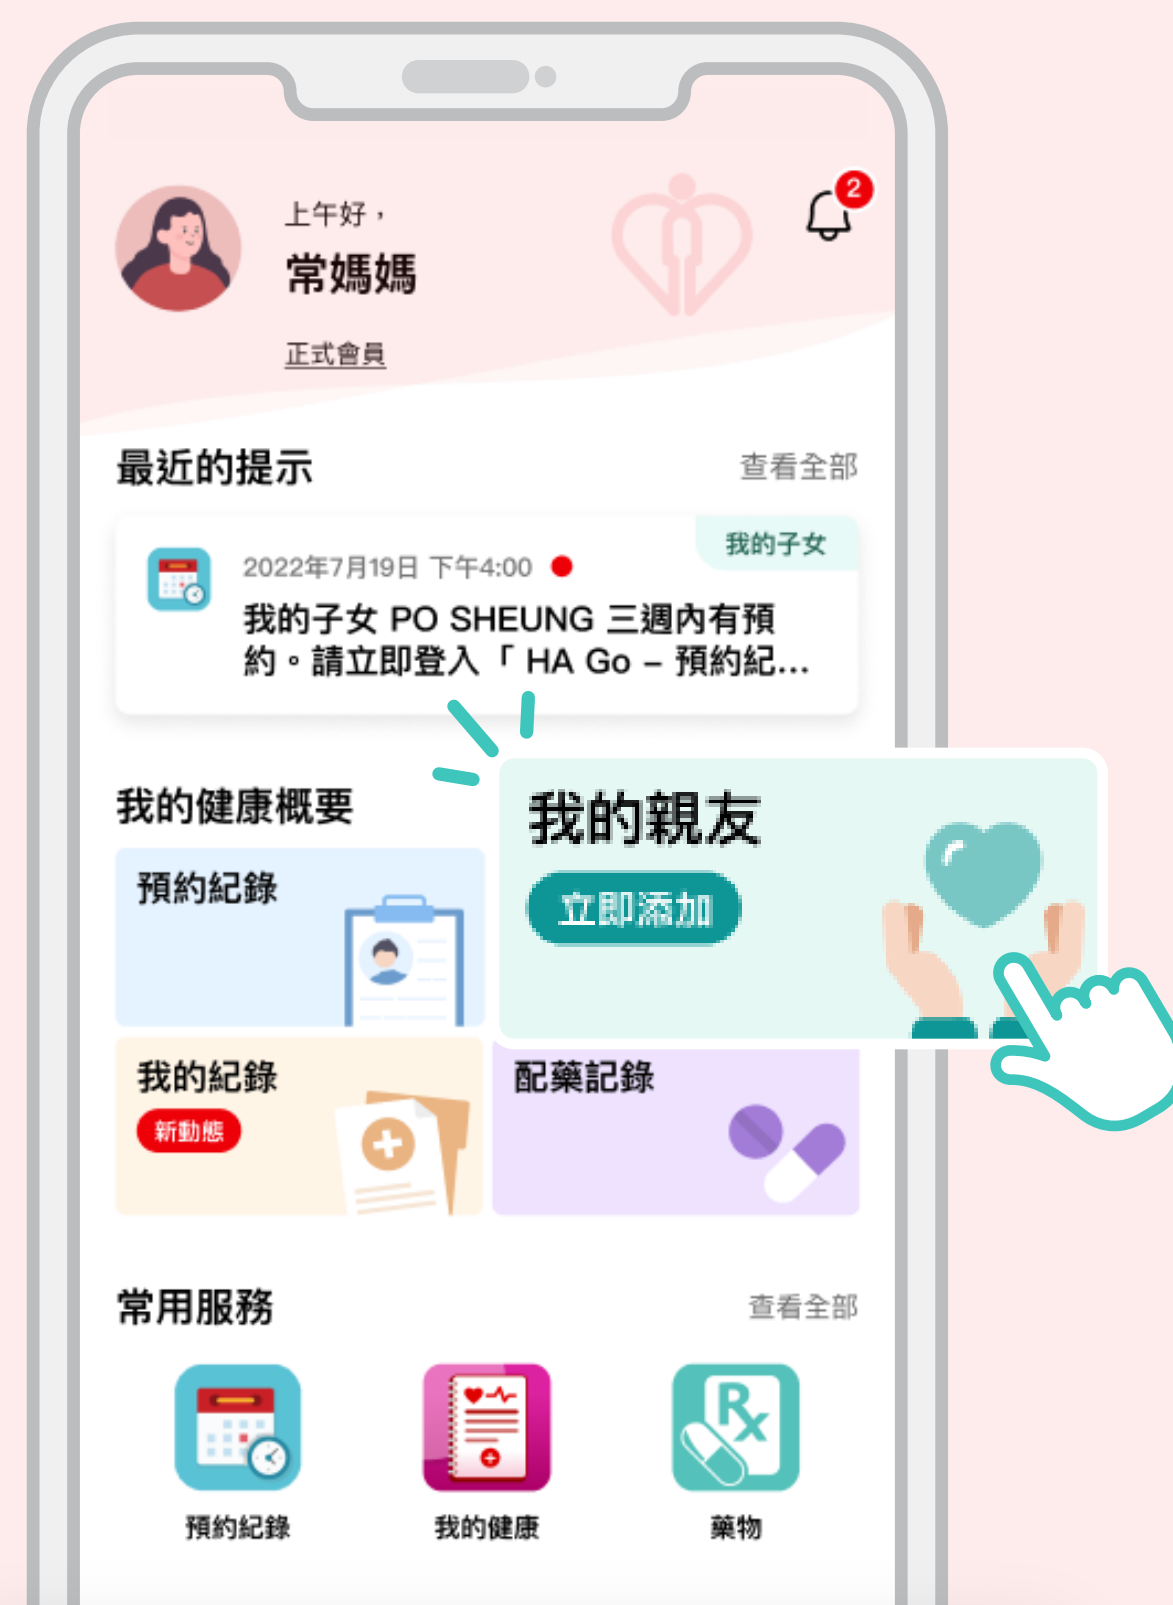 2
上午好，
常媽媽
正式會員
最近的提示
查看全部
我的子女
2022年7月19日 下午4:00
我的子女 PO SHEUNG 三週內有預
約。請立即登入「 HA Go – 預約紀...
我的健康概要
我的親友
立即添加
預約紀錄
我的紀錄
新動態
配藥記錄
常用服務
查看全部
Rx
預約紀錄
我的健康
藥物